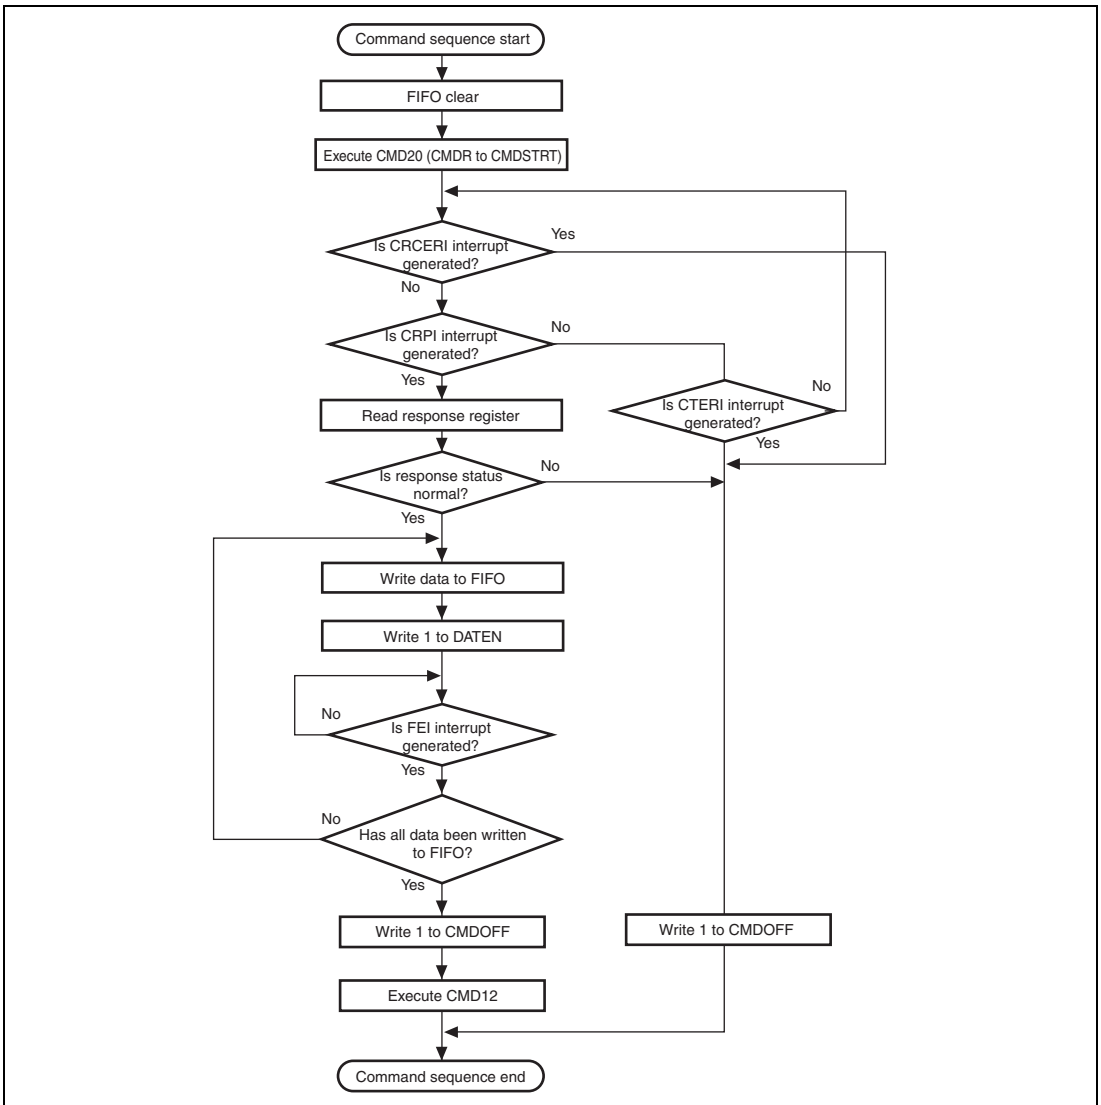 Command sequence start
FIFO clear
Execute CMD20 (CMDR to CMDSTRT)
Is CRCERI interrupt
generated?
Yes
No
Is CRPI interrupt
generated?
No
Yes
Is CTERI interrupt
generated?
No
Yes
Read response register
Is response status
normal?
No
Yes
Write data to FIFO
Write 1 to DATEN
No
Is FEI interrupt
generated?
Yes
No
Has all data been written
to FIFO?
Yes
Write 1 to CMDOFF
Write 1 to CMDOFF
Execute CMD12
Command sequence end